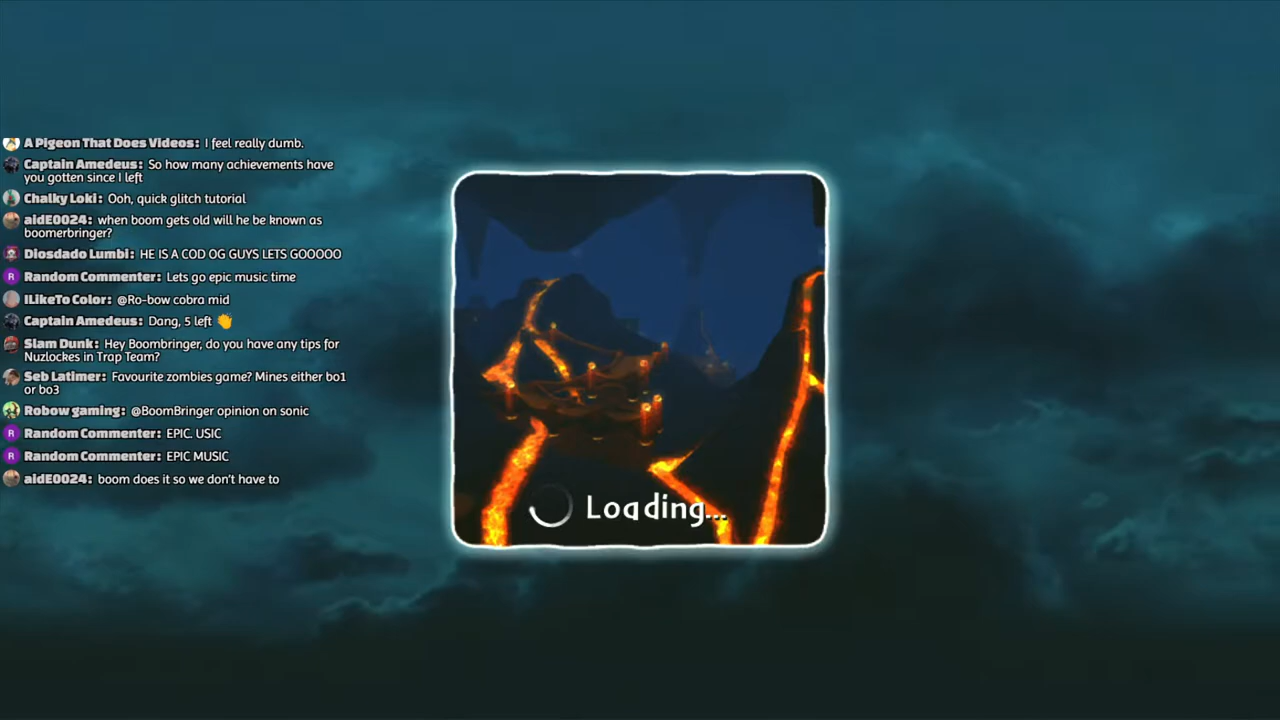 A Pigeon That Does Videos: I feel really dumb.
Captain Amedeus: So how many achievements have
you gotten since I left
Chalky Loki: Ooh, quick glitch tutorial
aidE0024: when boom gets old will he be known as
boomerbringer?
Diosdado Lumbi: HE IS A COD OG GUYS LETS GOOOOO
R Random Commenter: Lets go epic music time
ILikeTo Color: @Ro-bow cobra mid
Captain Amedeus: Dang, 5 left 👏
Slam Dunk: Hey Boombringer, do you have any tips for
Nuzlockes in Trap Team?
Seb Latimer: Favourite zombies game? Mines either bo1
or bo3
Robow gaming: @BoomBringer opinion on sonic
R Random Commenter: EPIC. USIC
R Random Commenter: EPIC MUSIC
aidE0024: boom does it so we don't have to
Loading...